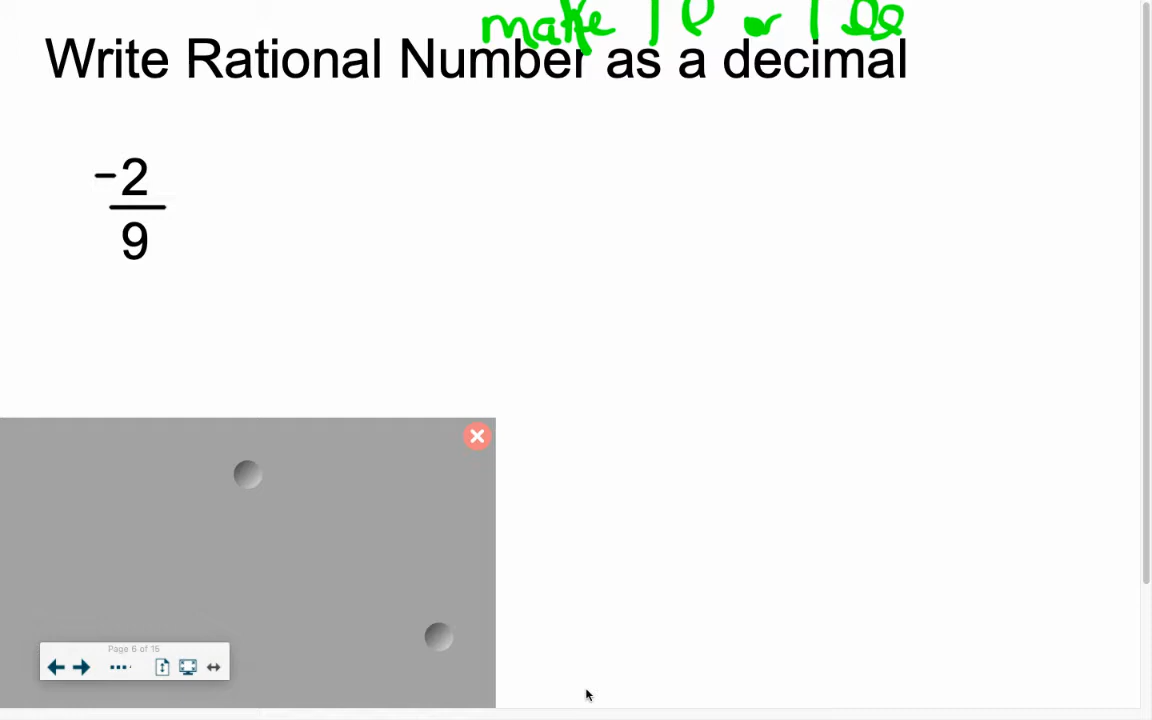 make 10 or 100
Write Rational Number as a decimal
-2
9
Page 6 of 15